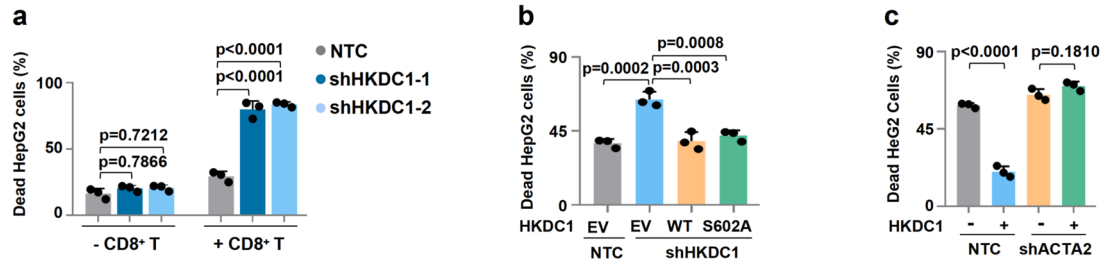 a
Dead HepG2 cells (%)
100
50
0
p<0.0001
p<0.0001
p=0.7212
p=0.7866
- CD8⁺ T
+ CD8⁺ T
NTC
shHKDC1-1
shHKDC1-2
b
Dead HepG2 cells (%)
90
45
0
p=0.0008
p=0.0002
p=0.0003
HKDC1 EV EV WT S602A
NTC shHKDC1
c
Dead HeG2 cells (%)
90
45
0
p<0.0001 p=0.1810
HKDC1 - + - +
NTC shACTA2